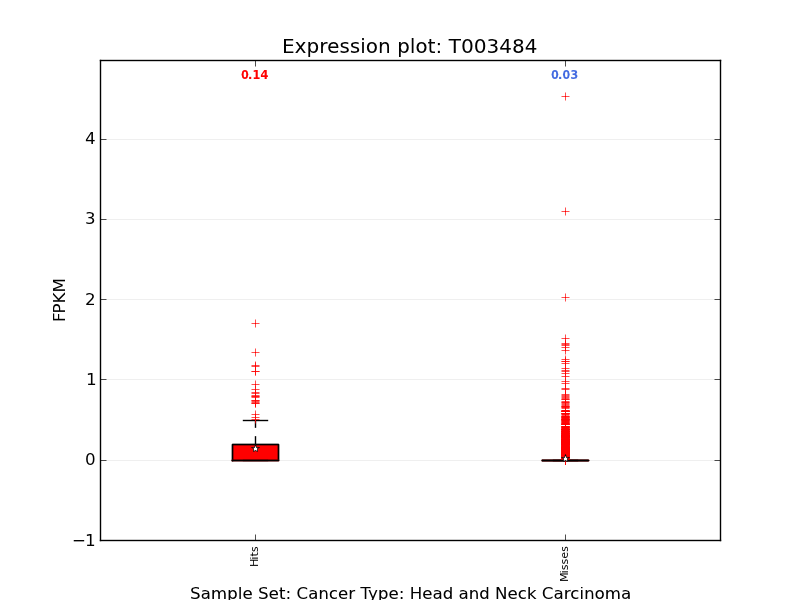 Expression plot: T003484
0.14 0.03
4
3
2
1
0
−1
FPKM
Hits Misses
Sample Set: Cancer Type: Head and Neck Carcinoma